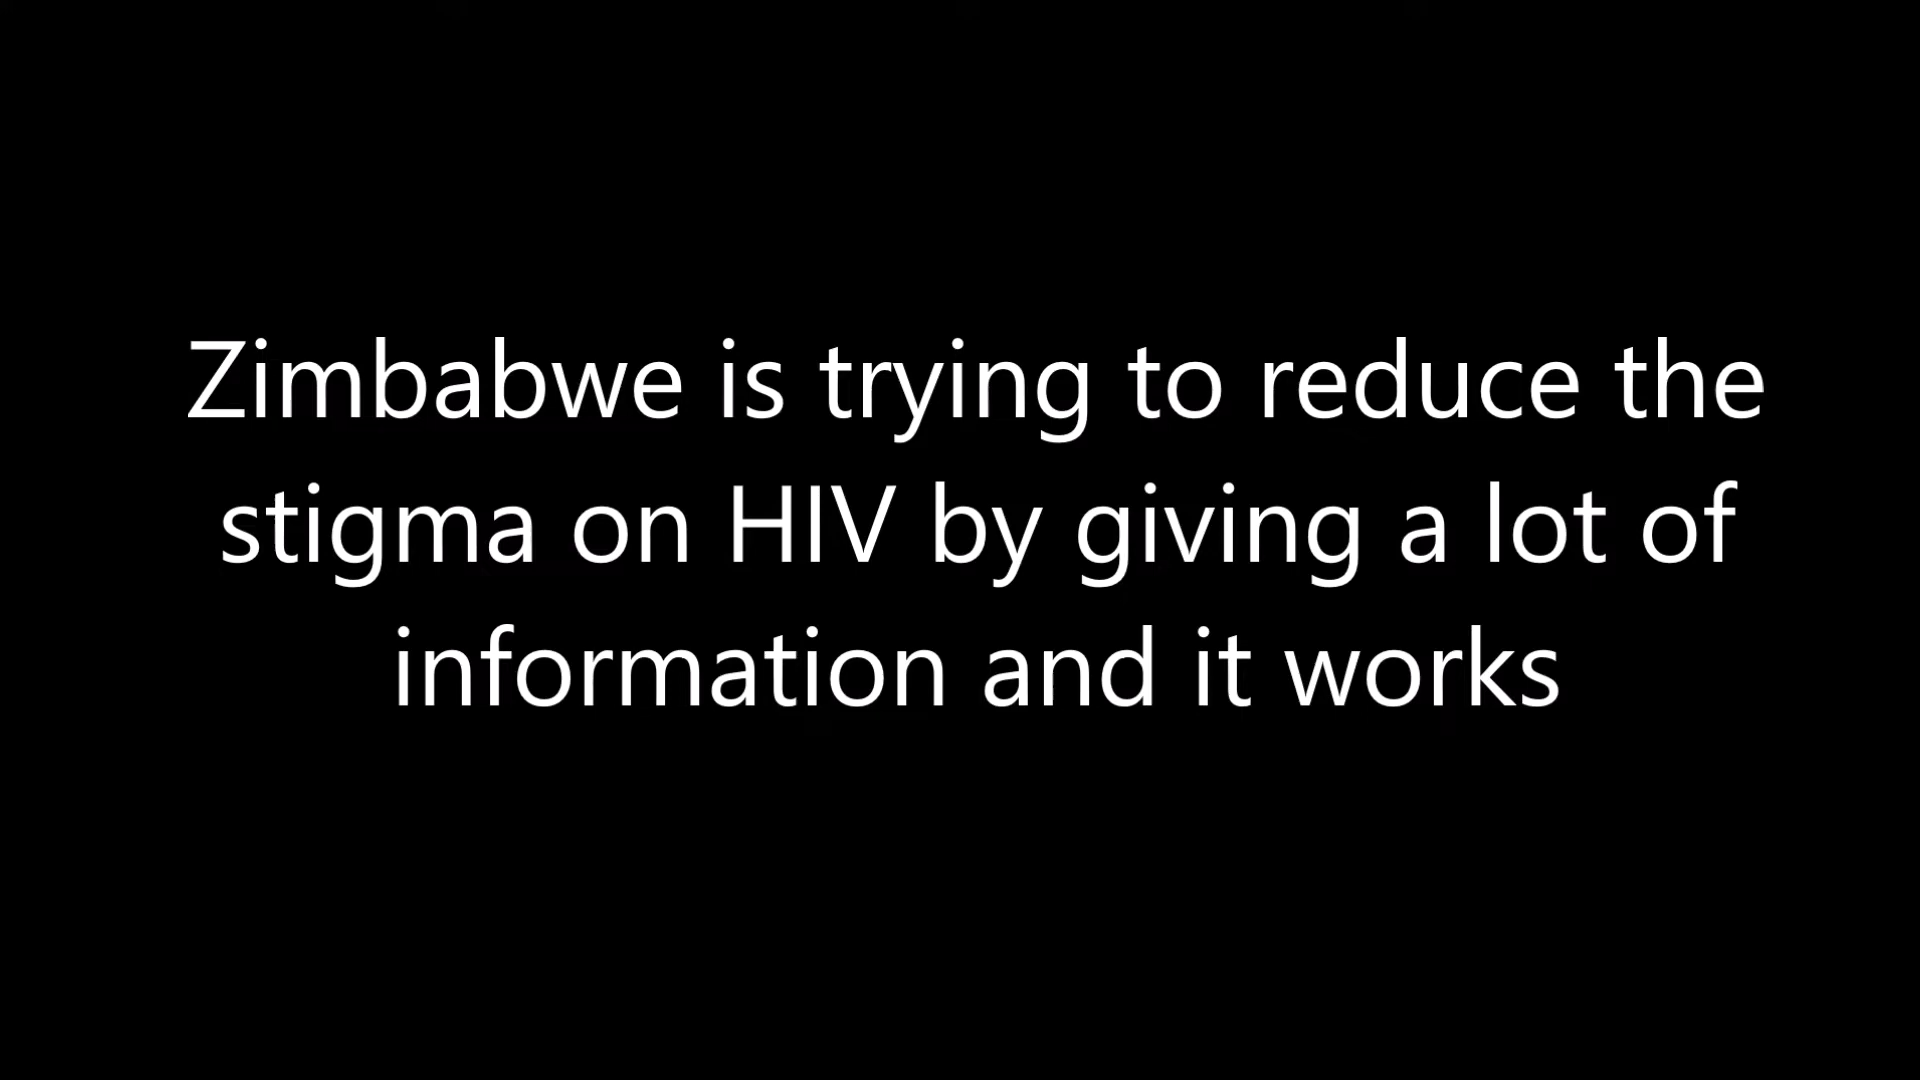 Zimbabwe is trying to reduce the
stigma on HIV by giving a lot of
information and it works